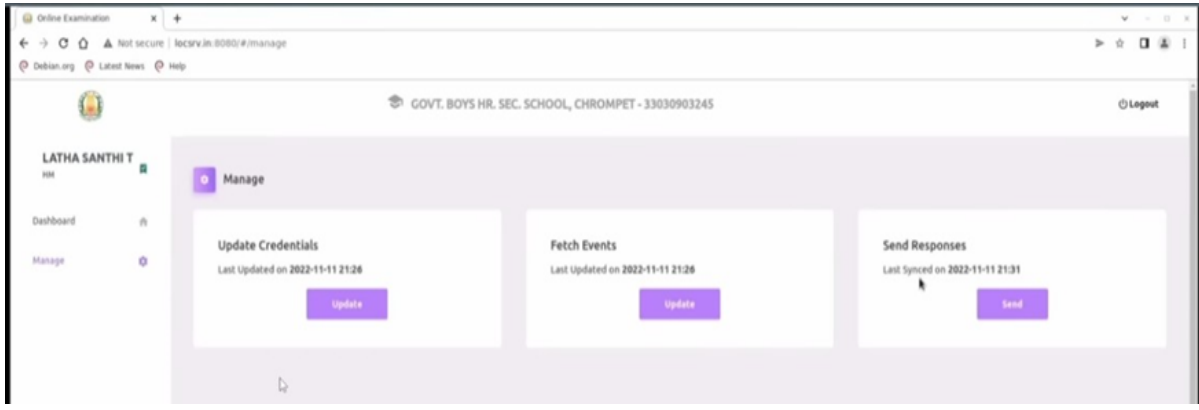 Online Examination
Not secure | locsrv.in:8080/#/manage
Debian.org Latest News Help
GOVT. BOYS HR. SEC. SCHOOL, CHROMPET - 33030903245
Logout
LATHA SANTHI T
HM
Dashboard
Manage
Manage
Update Credentials
Last Updated on 2022-11-11 21:26
Update
Fetch Events
Last Updated on 2022-11-11 21:26
Update
Send Responses
Last Synced on 2022-11-11 21:31
Send